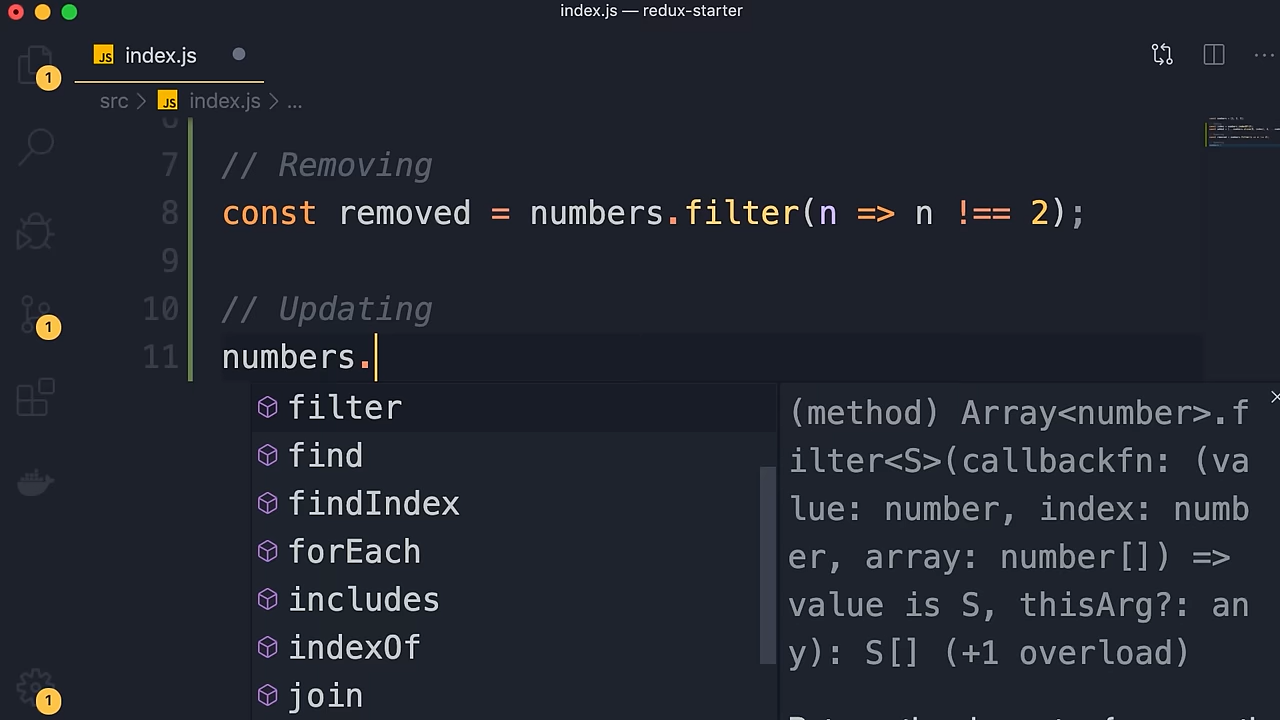 index.js — redux-starter
JS index.js
1
src > JS index.js > ...
7 // Removing
8 const removed = numbers.filter(n => n !== 2);
9
10 // Updating
1
11 numbers.
filter
find
findIndex
forEach
includes
indexOf
join
(method) Array<number>.f
ilter<S>(callbackfn: (va
lue: number, index: numb
er, array: number[]) =>
value is S, thisArg?: an
y): S[] (+1 overload)
1